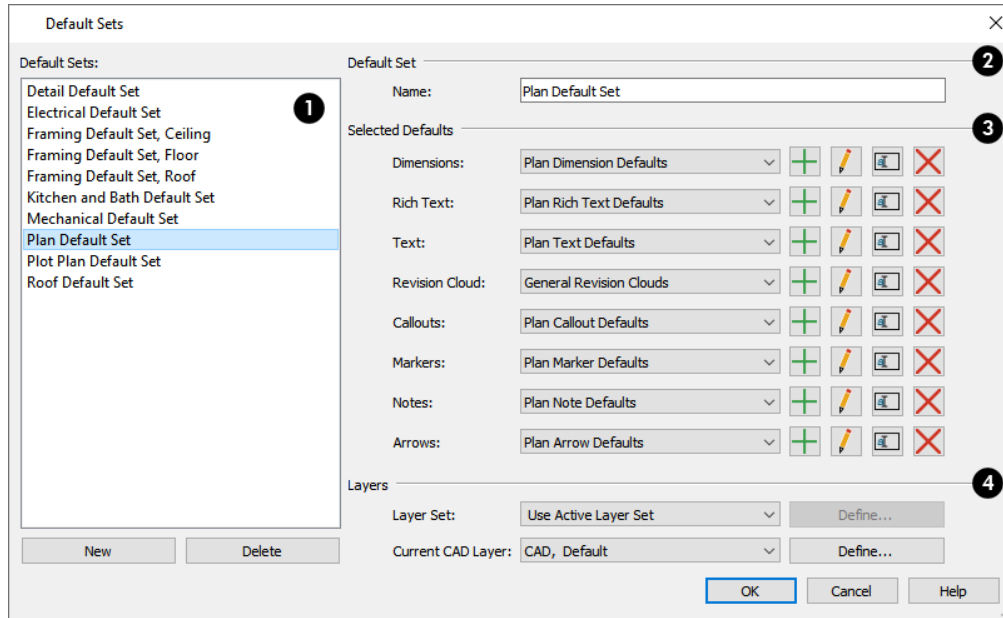 Default Sets
Default Sets:
Detail Default Set
Electrical Default Set
Framing Default Set, Ceiling
Framing Default Set, Floor
Framing Default Set, Roof
Kitchen and Bath Default Set
Mechanical Default Set
Plan Default Set
Plot Plan Default Set
Roof Default Set
1
New Delete
Default Set 2
Name: Plan Default Set
Selected Defaults 3
Dimensions: Plan Dimension Defaults
Rich Text: Plan Rich Text Defaults
Text: Plan Text Defaults
Revision Cloud: General Revision Clouds
Callouts: Plan Callout Defaults
Markers: Plan Marker Defaults
Notes: Plan Note Defaults
Arrows: Plan Arrow Defaults
Layers 4
Layer Set: Use Active Layer Set Define...
Current CAD Layer: CAD, Default Define...
OK Cancel Help